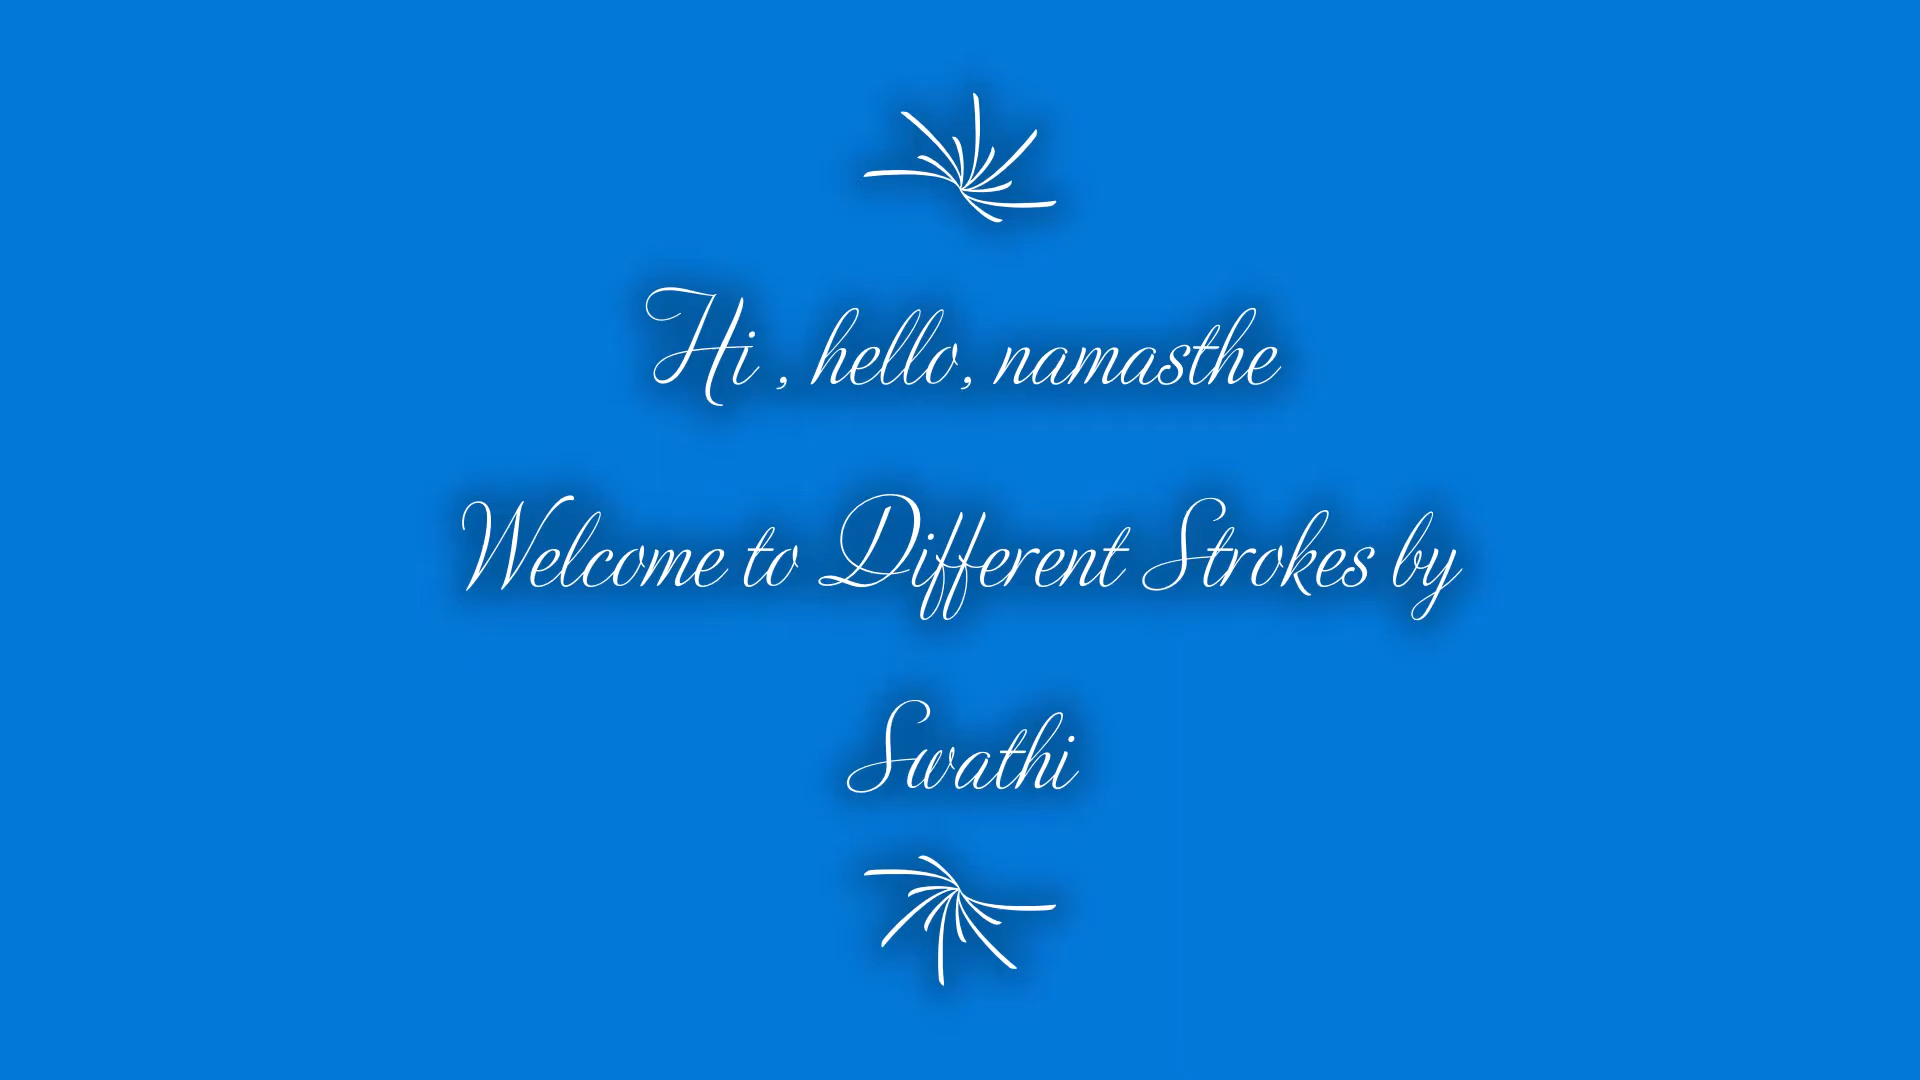 Hi , hello, namasthe
Welcome to Different Strokes by
Swathi